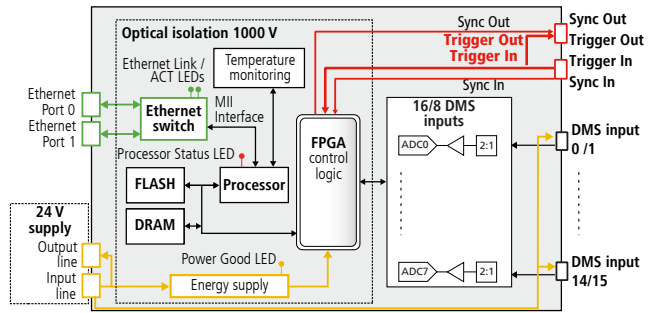 Optical isolation 1000 V
Sync Out
Trigger Out
Trigger In
Sync In
Sync Out
Trigger Out
Trigger In
Sync In
Ethernet Link /
ACT LEDs
Temperature
monitoring
Ethernet
Port 0
Ethernet
Port 1
Ethernet
switch
MII
Interface
Processor Status LED
FLASH
Processor
DRAM
FPGA
control
logic
16/8 DMS
inputs
ADC0
2:1
ADC7
2:1
DMS input
0 /1
DMS input
14/15
24 V
supply
Output
line
Input
line
Power Good LED
Energy supply